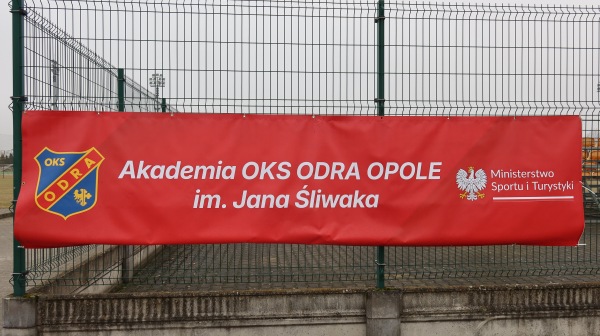 OKS
ODRA
Akademia OKS ODRA OPOLE
im. Jana Śliwaka
Ministerstwo
Sportu i Turystyki